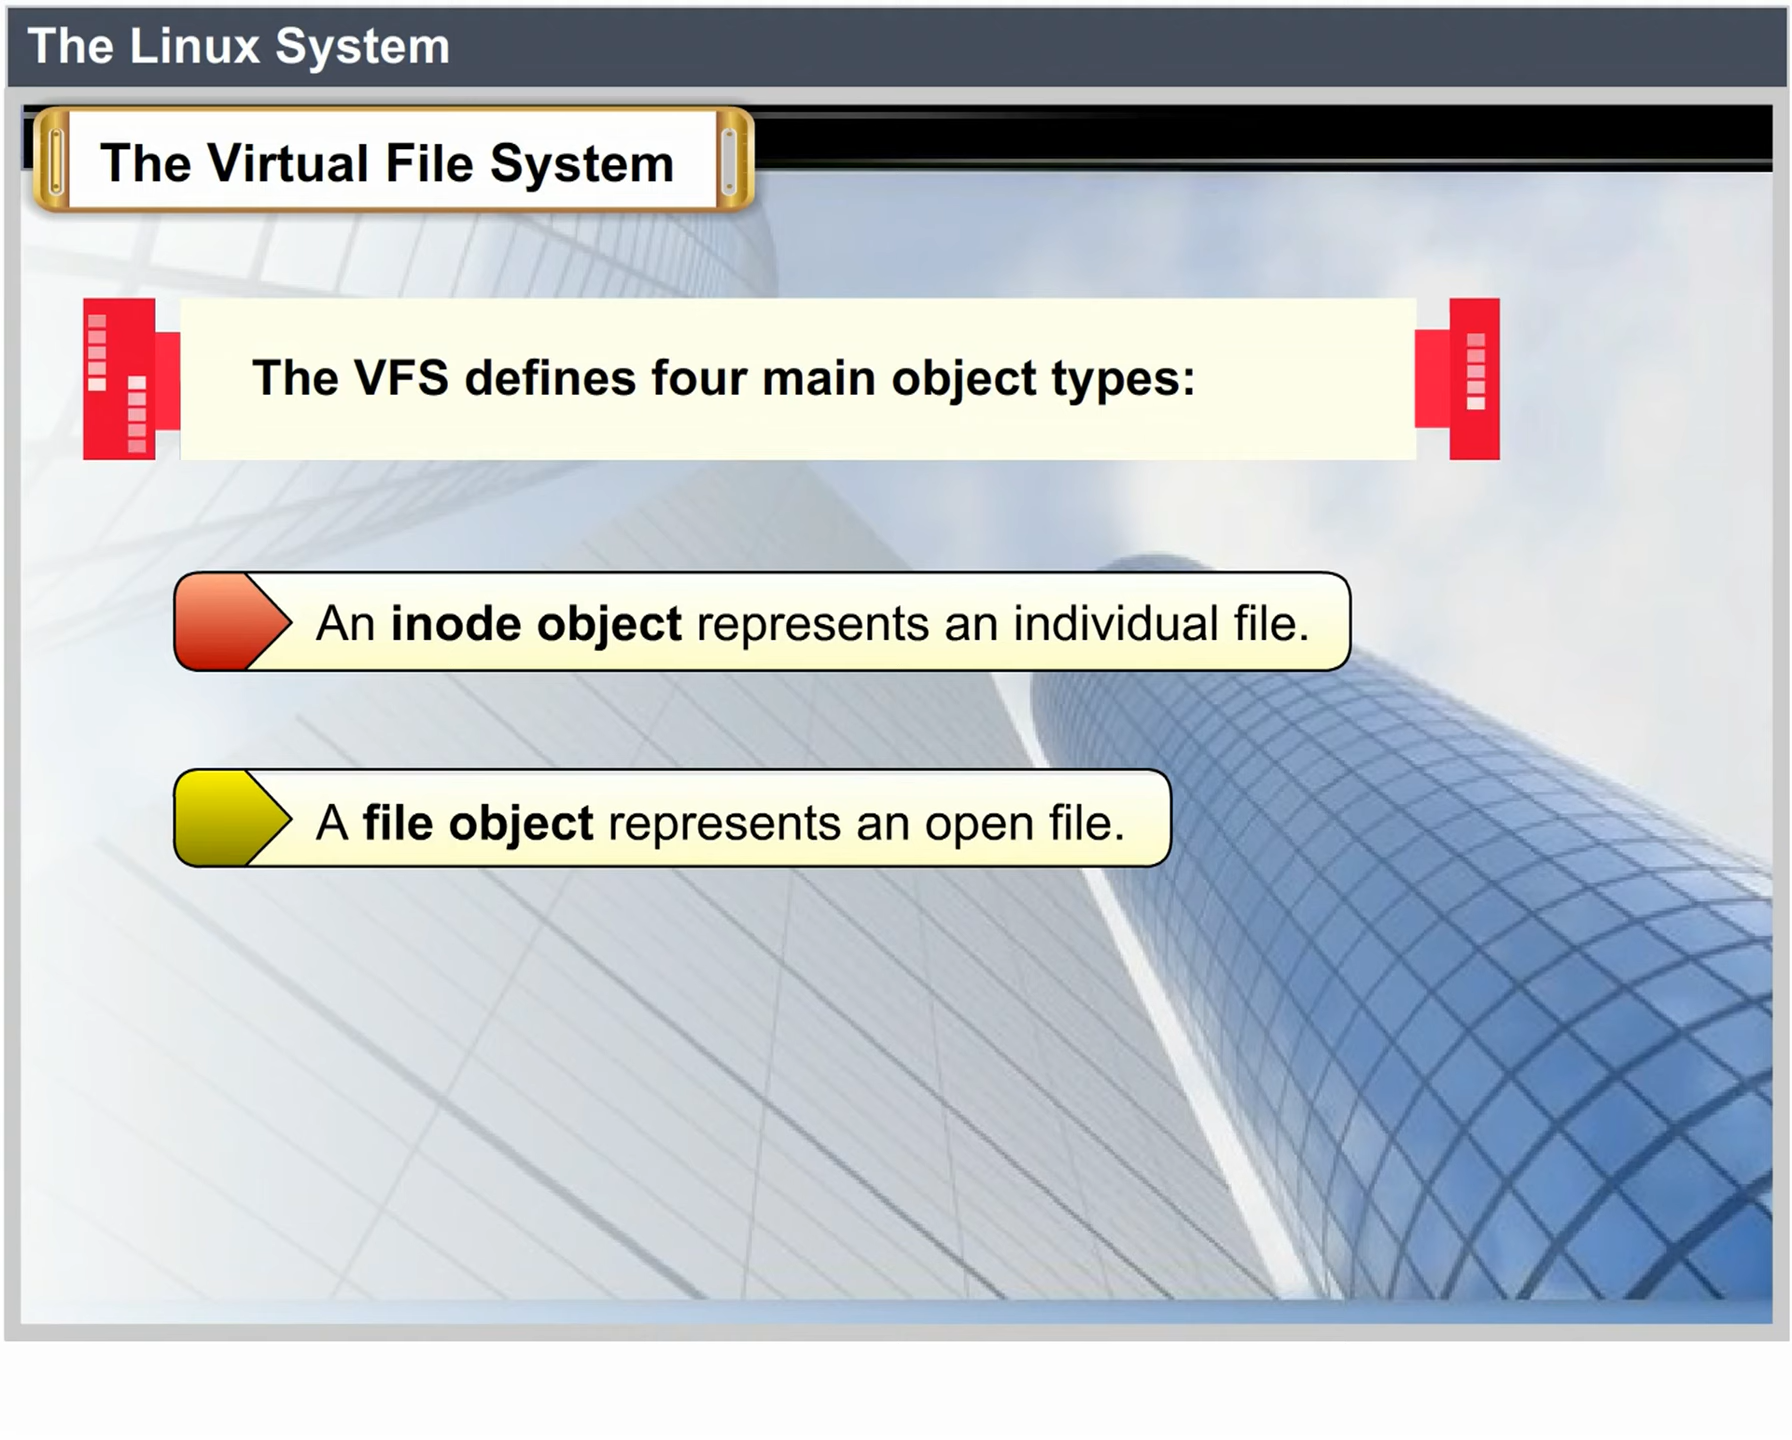 The Linux System
The Virtual File System
The VFS defines four main object types:
An inode object represents an individual file.
A file object represents an open file.